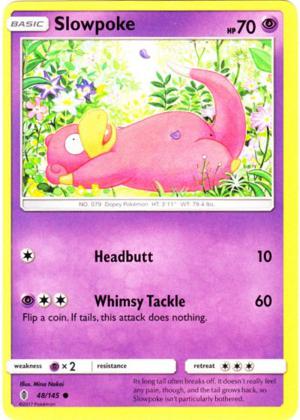 BASIC
Slowpoke
HP70
NO. 079 Dopey Pokémon HT: 3'11" WT: 79.4 lbs.
Headbutt 10
Whimsy Tackle 60
Flip a coin. If tails, this attack does nothing.
weakness ×2 resistance retreat
Illus. Mina Nakai
48/145
©2017 Pokémon
Its long tail often breaks off. It doesn't really feel
any pain, though, and the tail grows back, so
Slowpoke isn't particularly bothered.